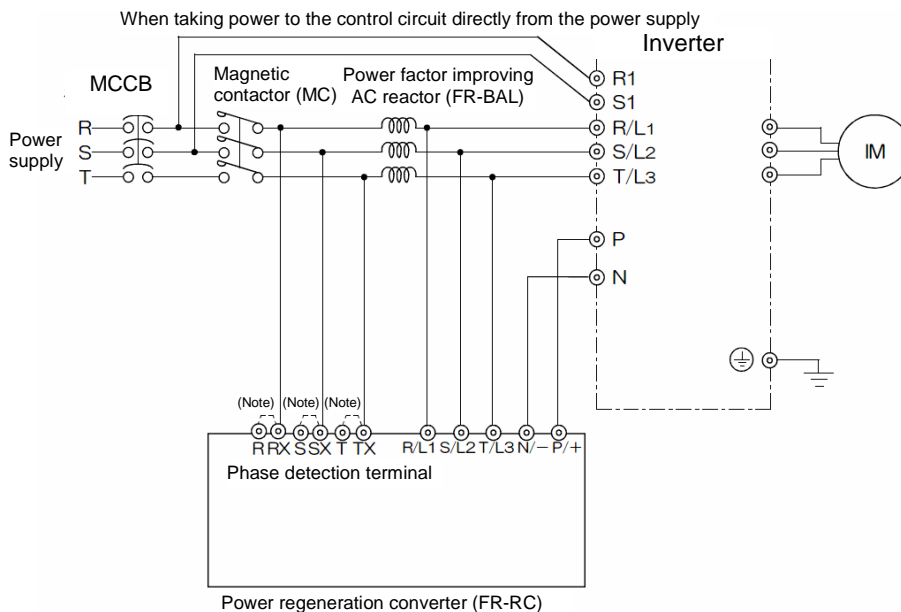 When taking power to the control circuit directly from the power supply
Inverter
MCCB
Magnetic
contactor (MC)
Power factor improving
AC reactor (FR-BAL)
R1
S1
Power
supply
R
S
T
R/L1
S/L2
T/L3
IM
P
N
(Note) (Note) (Note)
R RX S SX T TX R/L1 S/L2 T/L3 N/− P/+
Phase detection terminal
Power regeneration converter (FR-RC)